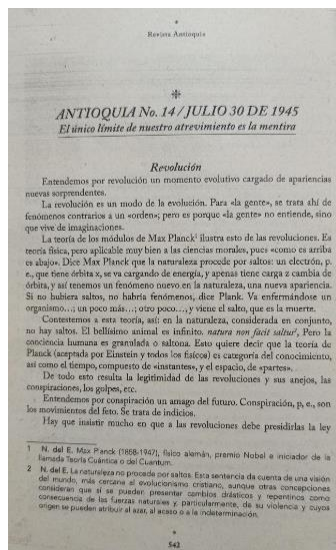 Revista Antioquia
ANTIOQUIA No. 14 / JULIO 30 DE 1945
El único límite de nuestro atrevimiento es la mentira
Revolución
Entendemos por revolución un momento evolutivo cargado de apariencias
nuevas sorprendentes.
La revolución es un modo de la evolución. Para «la gente», se trata ahí de
fenómenos contrarios a un «orden»; pero es porque «la gente» no entiende, sino
que vive de imaginaciones.
La teoría de los módulos de Max Planck¹ ilustra esto de las revoluciones. Es
teoría física, pero aplicable muy bien a las ciencias morales, pues «como es arriba
es abajo». Dice Max Planck que la naturaleza procede por saltos: un electrón, p.
e., que tiene órbita x, se va cargando de energía, y apenas tiene carga z cambia de
órbita, y así tenemos un fenómeno nuevo en la naturaleza, una nueva apariencia.
Si no hubiera saltos, no habría fenómenos, dice Plank. Va enfermándose un
organismo...; un poco más...; otro poco..., y viene el salto, que es la muerte.
Contestemos a esa teoría, así: en la naturaleza, considerada en conjunto,
no hay saltos. El bellísimo animal es infinito. natura non facit saltus², Pero la
conciencia humana es granulada o saltona. Esto quiere decir que la teoría de
Planck (aceptada por Einstein y todos los físicos) es categoría del conocimiento,
así como el tiempo, compuesto de «instantes», y el espacio, de «partes».
De todo esto resulta la legitimidad de las revoluciones y sus anejos, las
conspiraciones, los golpes, etc.
Entendemos por conspiración un amago del futuro. Conspiración, p. e., son
los movimientos del feto. Se trata de indicios.
Hay que insistir mucho en que a las revoluciones debe presidirlas la ley
1 N. del E. Max Planck (1858-1947), físico alemán, premio Nobel e iniciador de la
llamada Teoría Cuántica o del Cuantum.
2 N. del E. La naturaleza no procede por saltos. Esta sentencia da cuenta de una visión
del mundo, más cercana al evolucionismo cristiano, aunque otras concepciones
consideran que sí se pueden presentar cambios drásticos y repentinos como
consecuencia de las fuerzas naturales y, particularmente, de su violencia y cuyos
origen se pueden atribuir al azar, al acaso o a la indeterminación.
542